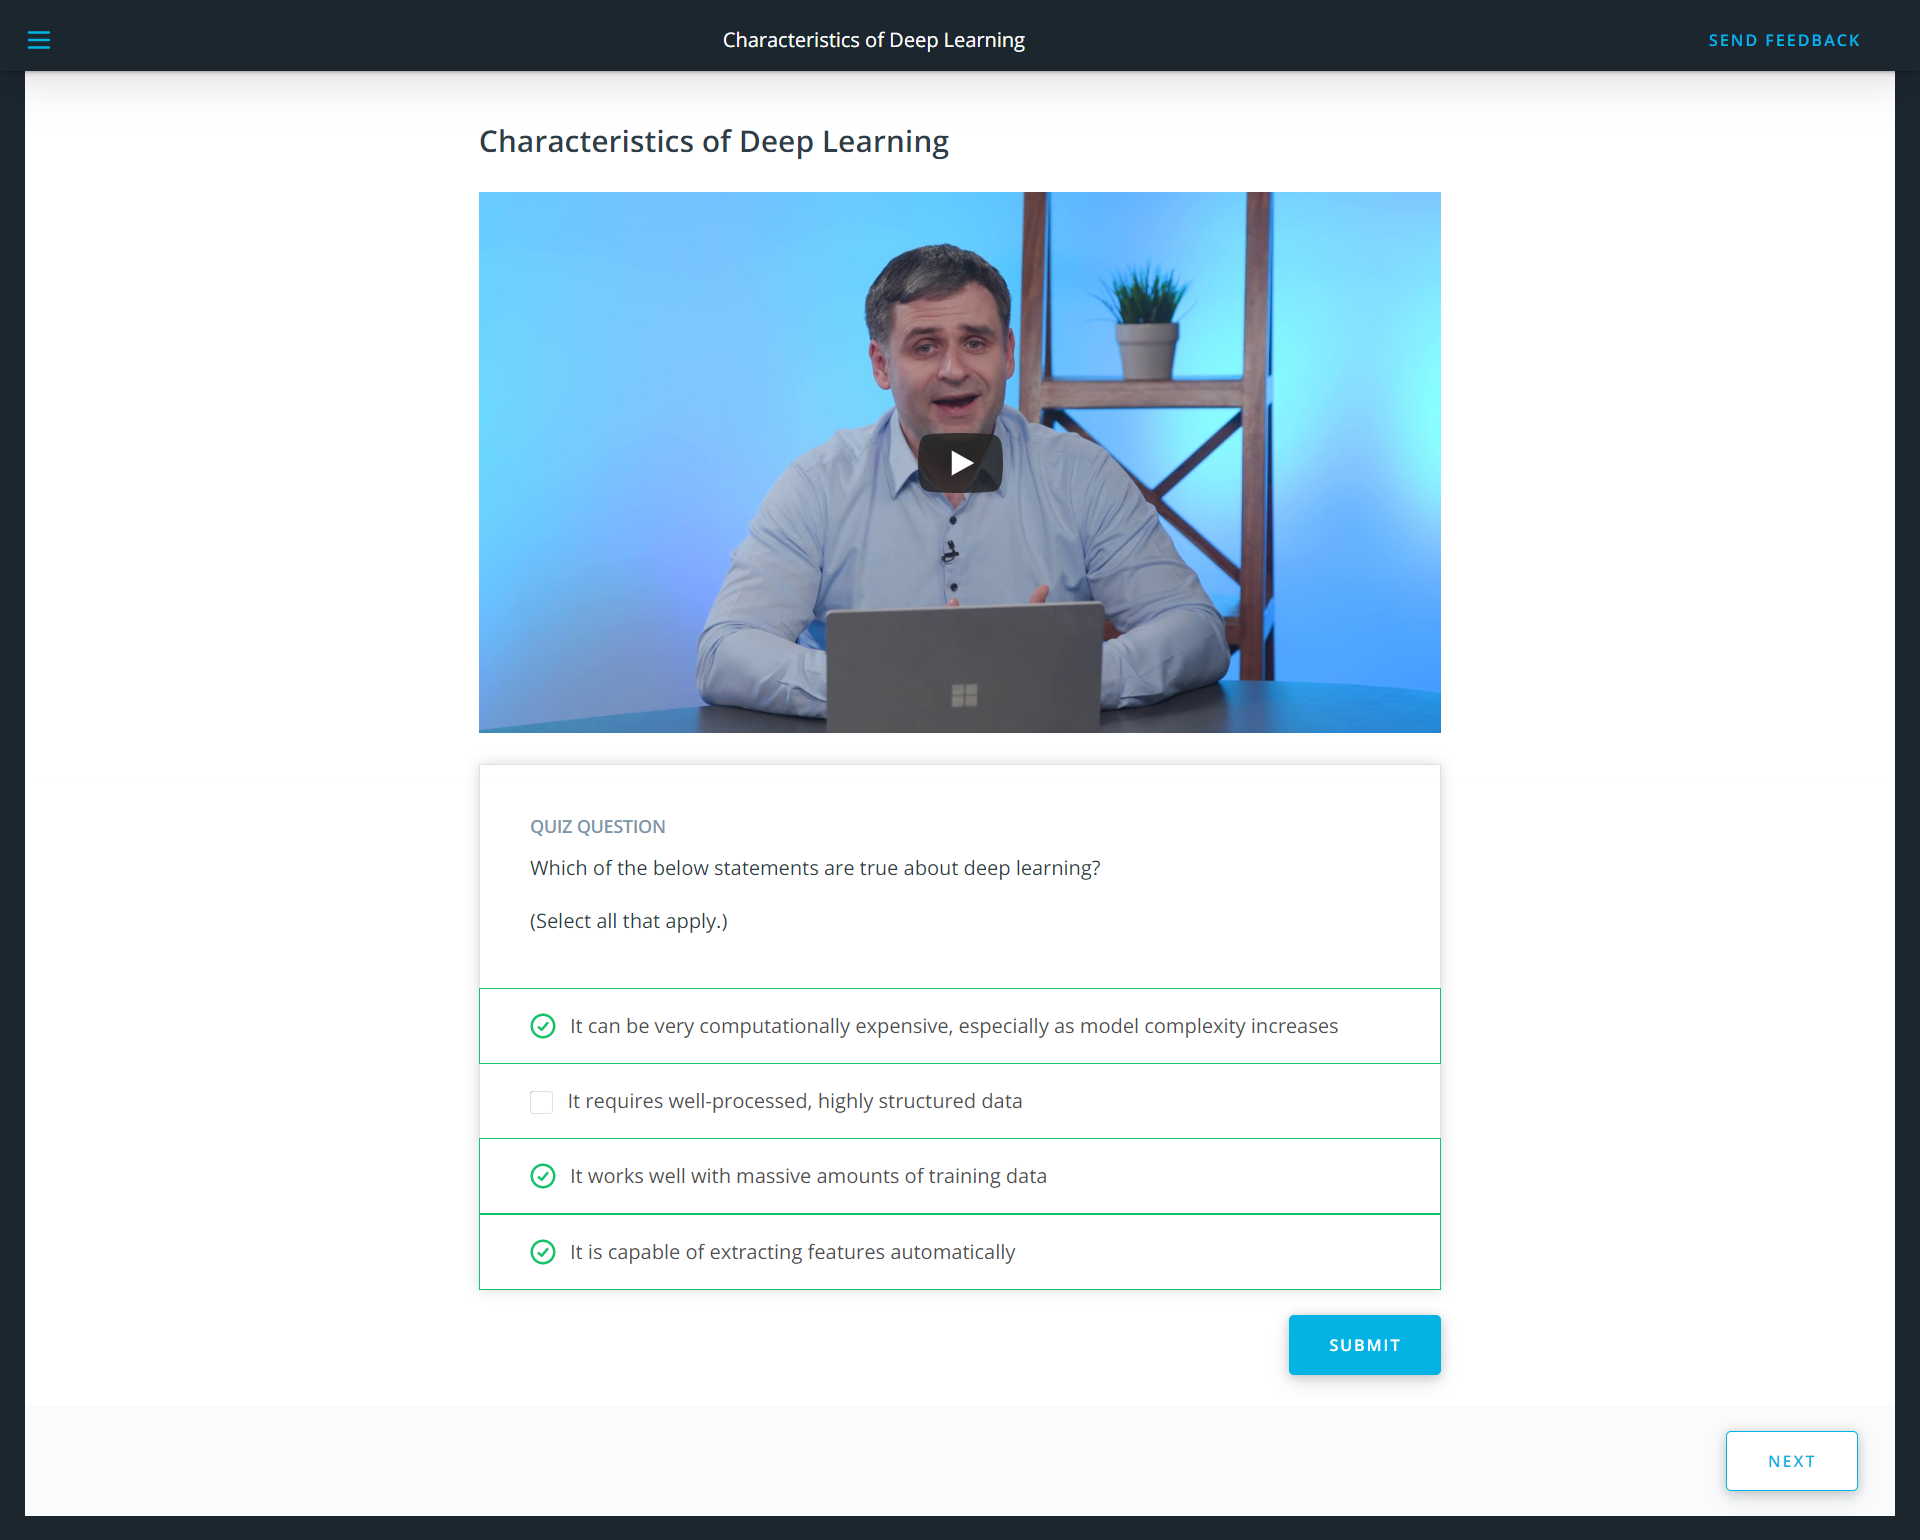 Characteristics of Deep Learning
SEND FEEDBACK
Characteristics of Deep Learning
QUIZ QUESTION
Which of the below statements are true about deep learning?
(Select all that apply.)
It can be very computationally expensive, especially as model complexity increases
It requires well-processed, highly structured data
It works well with massive amounts of training data
It is capable of extracting features automatically
SUBMIT
NEXT